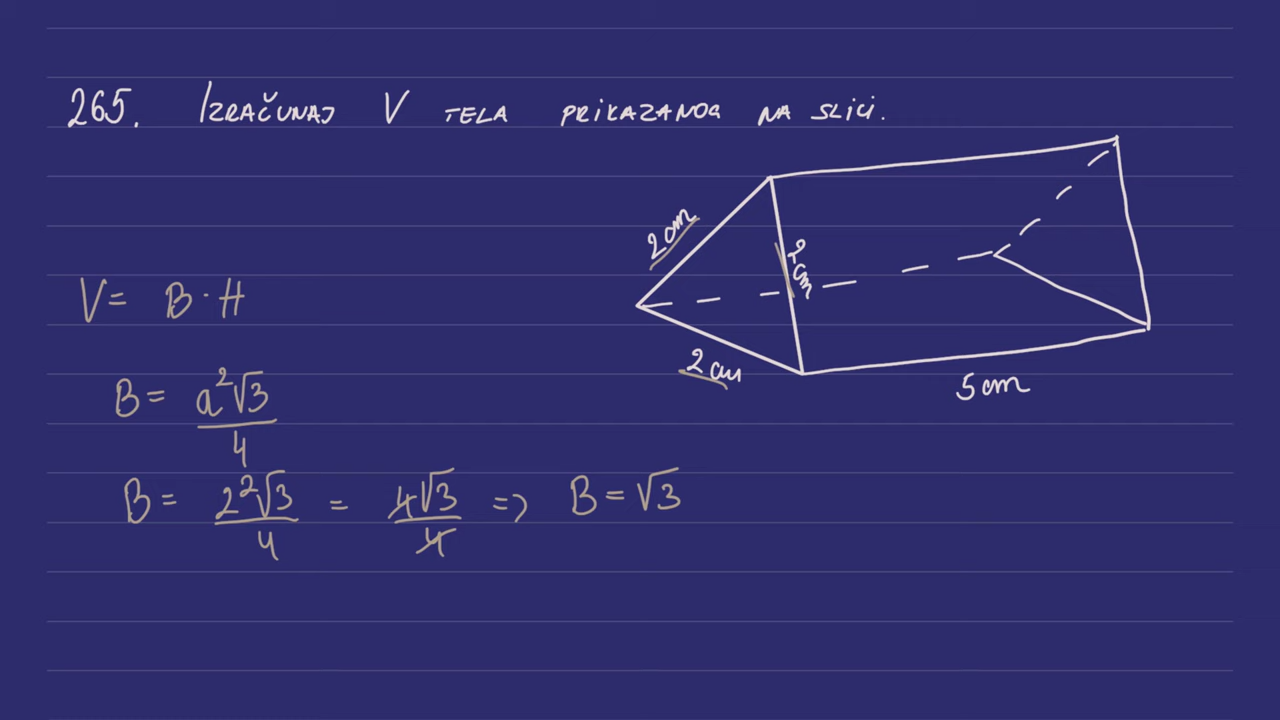 265. IZRAČUNAJ V TELA PRIKAZANOG NA SLICI.
2cm
2cm
V= B·H
2cm
5cm
B= a²√3/4
B= 2²√3/4 = 4√3/4 => B=√3